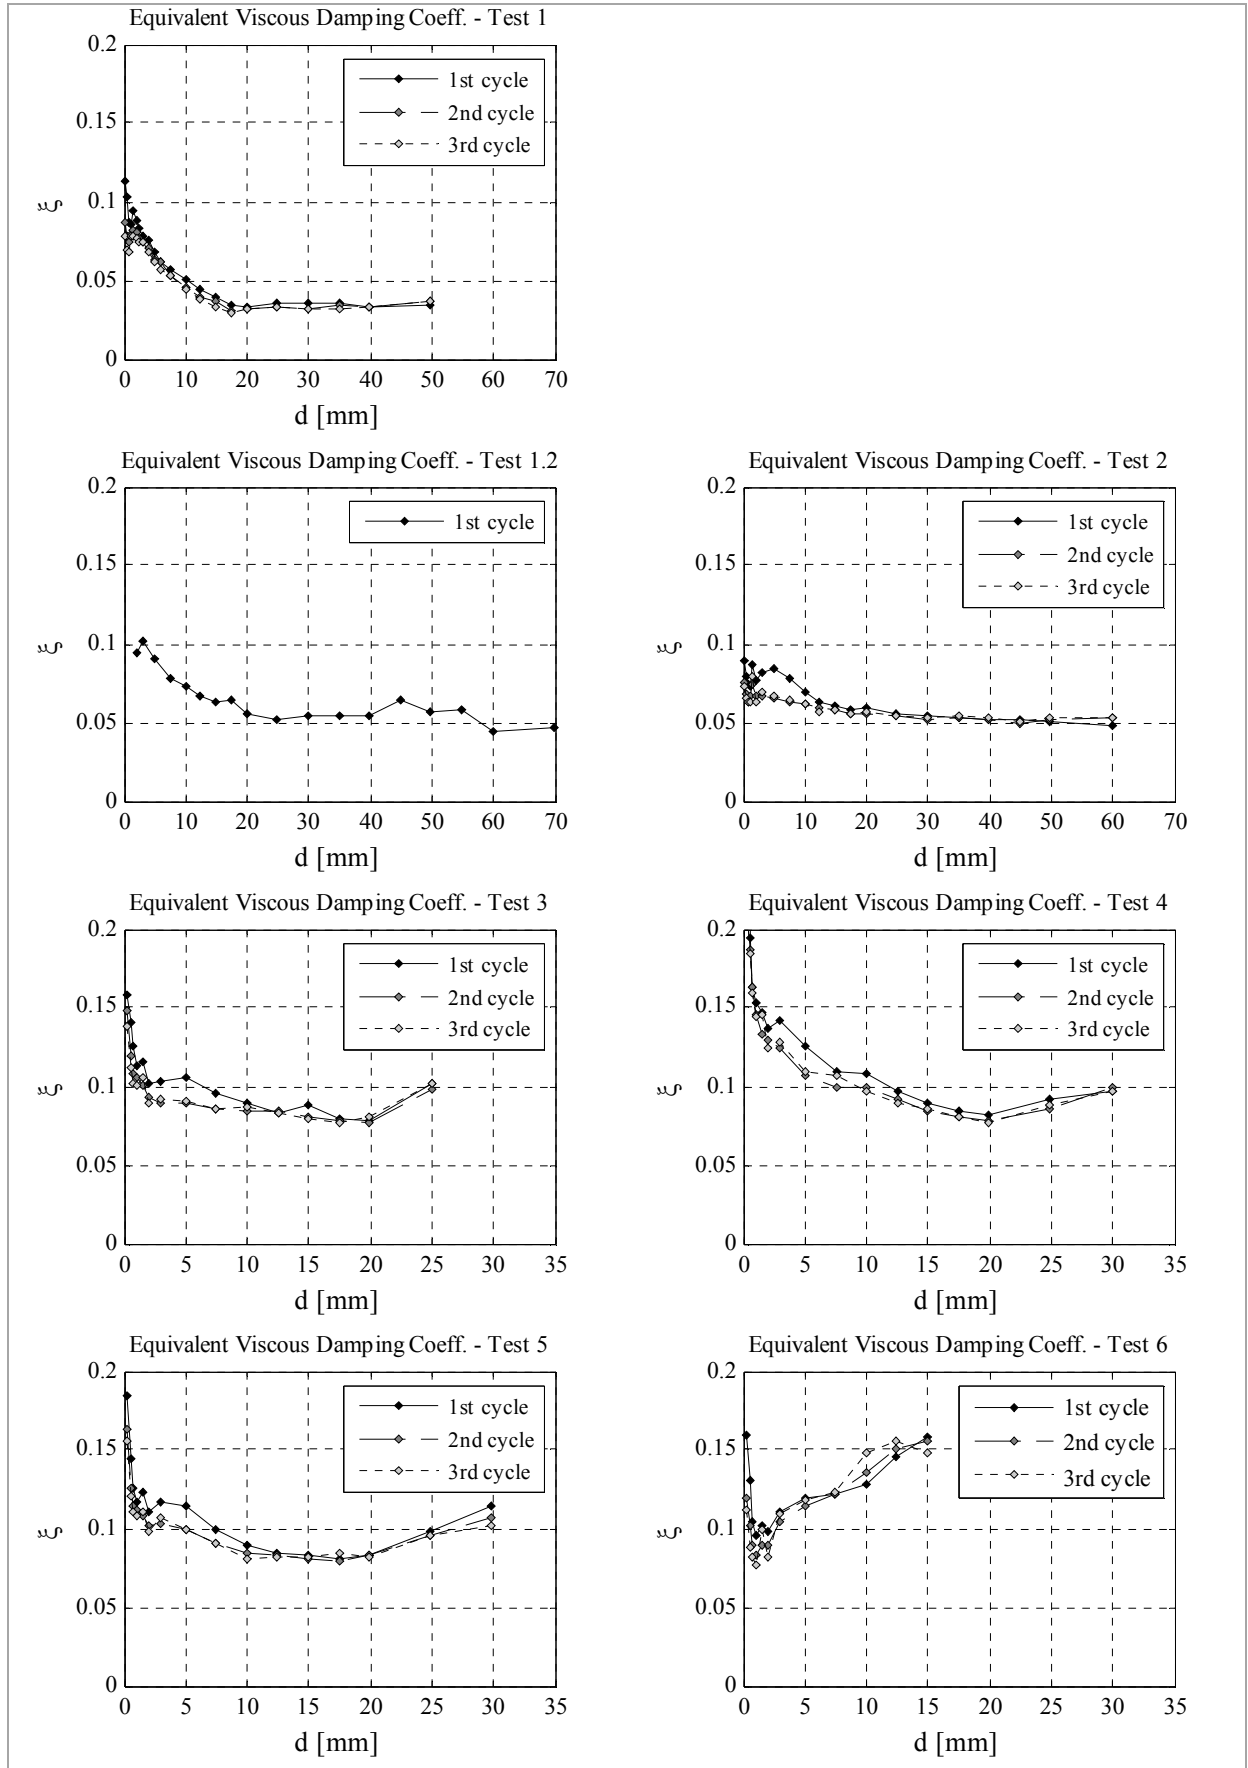 Equivalent Viscous Damping Coeff. - Test 1
0.2
0.15
0.1
0.05
0
ξ
1st cycle
2nd cycle
3rd cycle
0 10 20 30 40 50 60 70
d [mm]
Equivalent Viscous Damping Coeff. - Test 1.2
0.2
0.15
0.1
0.05
0
ξ
1st cycle
0 10 20 30 40 50 60 70
d [mm]
Equivalent Viscous Damping Coeff. - Test 2
0.2
0.15
0.1
0.05
0
ξ
1st cycle
2nd cycle
3rd cycle
0 10 20 30 40 50 60 70
d [mm]
Equivalent Viscous Damping Coeff. - Test 3
0.2
0.15
0.1
0.05
0
ξ
1st cycle
2nd cycle
3rd cycle
0 5 10 15 20 25 30 35
d [mm]
Equivalent Viscous Damping Coeff. - Test 4
0.2
0.15
0.1
0.05
0
ξ
1st cycle
2nd cycle
3rd cycle
0 5 10 15 20 25 30 35
d [mm]
Equivalent Viscous Damping Coeff. - Test 5
0.2
0.15
0.1
0.05
0
ξ
1st cycle
2nd cycle
3rd cycle
0 5 10 15 20 25 30 35
d [mm]
Equivalent Viscous Damping Coeff. - Test 6
0.2
0.15
0.1
0.05
0
ξ
1st cycle
2nd cycle
3rd cycle
0 5 10 15 20 25 30 35
d [mm]